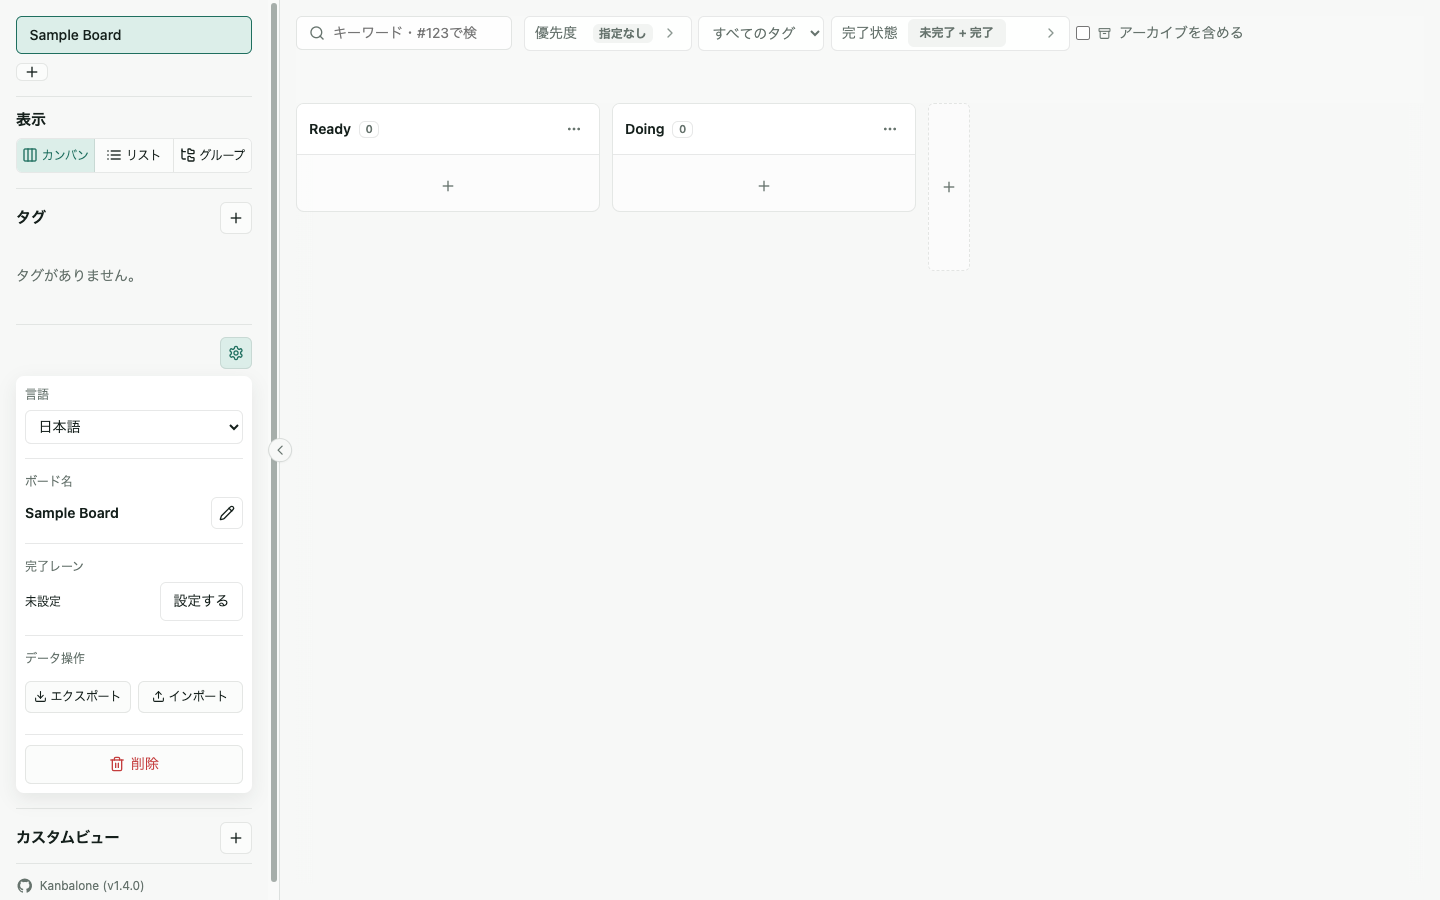 Sample Board
表示
カンバン
リスト
グループ
タグ
タグがありません。
言語
日本語
ボード名
Sample Board
完了レーン
未設定
設定する
データ操作
エクスポート
インポート
削除
カスタムビュー
Kanbalone (v1.4.0)
キーワード・#123で検
優先度
指定なし
すべてのタグ
完了状態
未完了 + 完了
アーカイブを含める
Ready
0
Doing
0